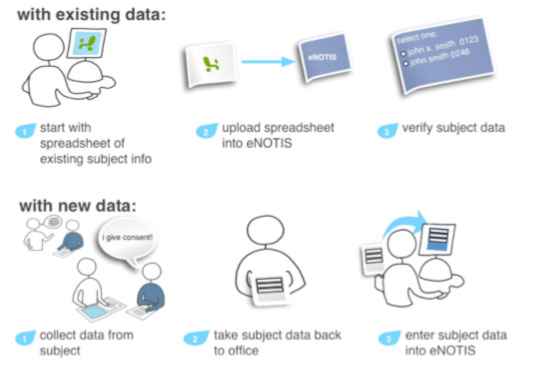 with existing data:
eNOTIS
select one:
john x. smith 0123
john smith 0246
1 start with
spreadsheet of
existing subject info
2 upload spreadsheet
into eNOTIS
3 verify subject data
with new data:
i give consent!
1 collect data from
subject
2 take subject data back
to office
3 enter subject data
into eNOTIS